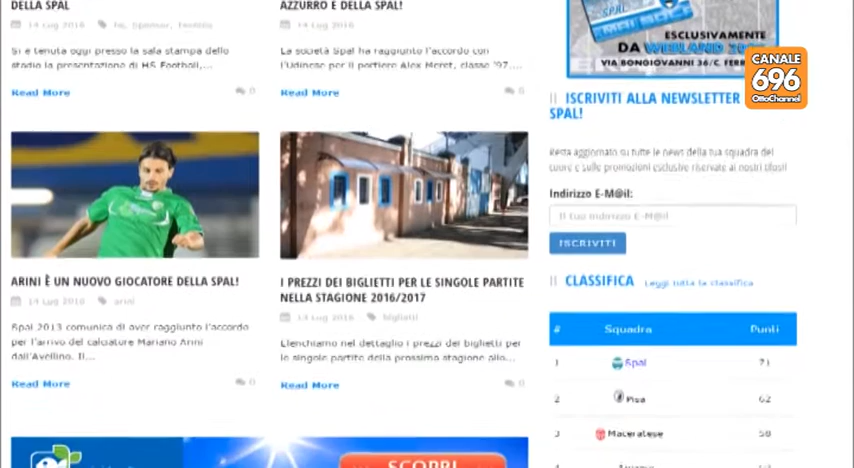 DELLA SPAL
14 Lug 2016
Si è tenuta oggi presso la sala stampa dello
stadio la presentazione di HS Football,...
Read More
0
AZZURRO E DELLA SPAL!
14 Lug 2016
La società Spal ha raggiunto l'accordo con
l'Udinese per il portiere Alex Meret, classe '97....
Read More
0
ARINI È UN NUOVO GIOCATORE DELLA SPAL!
14 Lug 2016 arini
Spal 2013 comunica di aver raggiunto l'accordo
per l'arrivo del calciatore Mariano Arini
dall'Avellino. Il...
Read More
0
I PREZZI DEI BIGLIETTI PER LE SINGOLE PARTITE
NELLA STAGIONE 2016/2017
13 Lug 2016 biglietti
Elenchiamo nel dettaglio i prezzi dei biglietti per
le singole partite della prossima stagione allo...
Read More
0
SCOPRI
SPAL
ESCLUSIVAMENTE
DA WEBLAND
VIA BONGIOVANNI 36/C,
CANALE
696
OttoChannel
ISCRIVITI ALLA NEWSLETTER
SPAL!
Resta aggiornato su tutte le news della tua squadra del
cuore e sulle promozioni esclusive riservate ai nostri tifosi!
Indirizzo E-M@il:
Il tuo indirizzo E-M@il
ISCRIVITI
CLASSIFICA Leggi tutta la classifica
# Squadra Punti
1 Spal 71
2 Pisa 62
3 Maceratese 58
4